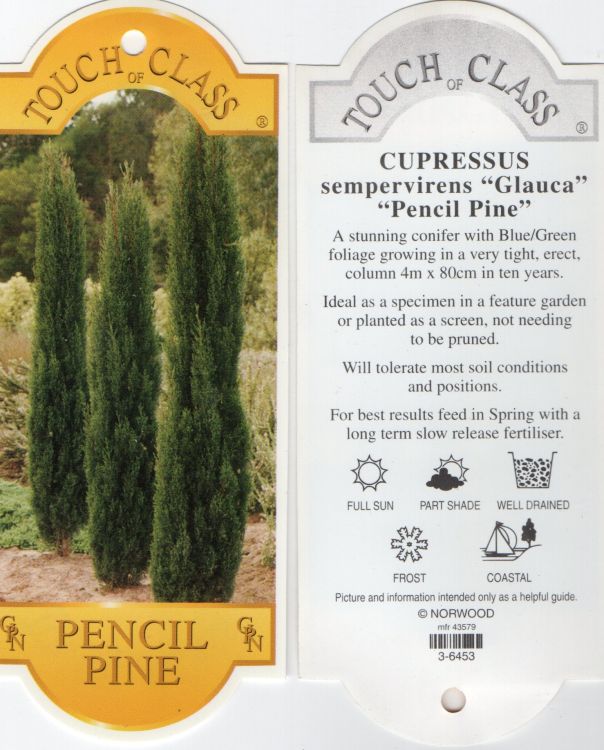 TOUCH OF CLASS ®
GPN
PENCIL
PINE
GPN
TOUCH OF CLASS ®
CUPRESSUS
sempervirens “Glauca”
“Pencil Pine”
A stunning conifer with Blue/Green
foliage growing in a very tight, erect,
column 4m x 80cm in ten years.
Ideal as a specimen in a feature garden
or planted as a screen, not needing
to be pruned.
Will tolerate most soil conditions
and positions.
For best results feed in Spring with a
long term slow release fertiliser.
FULL SUN PART SHADE WELL DRAINED
FROST COASTAL
Picture and information intended only as a helpful guide.
© NORWOOD
mfr 43579
3-6453